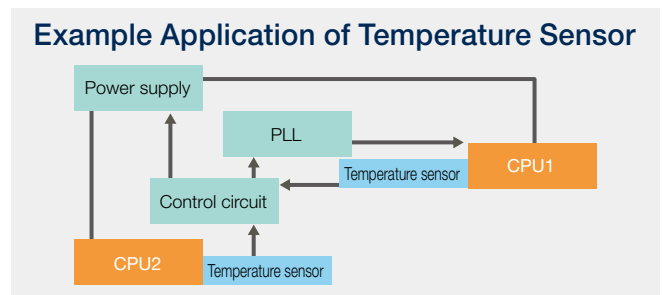 Example Application of Temperature Sensor
Power supply
PLL
Temperature sensor
CPU1
Control circuit
CPU2
Temperature sensor